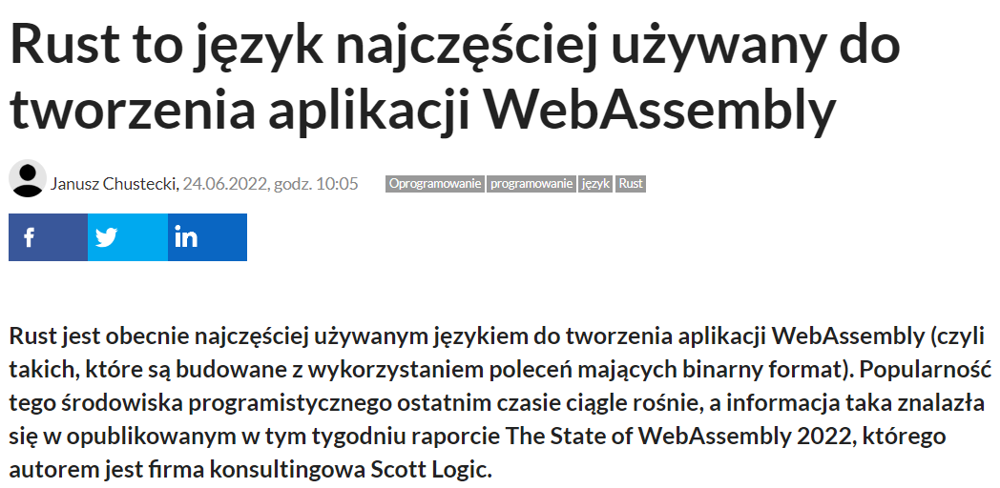 Rust to język najczęściej używany do
tworzenia aplikacji WebAssembly
Janusz Chustecki, 24.06.2022, godz. 10:05 Oprogramowanie programowanie język Rust
f in
Rust jest obecnie najczęściej używanym językiem do tworzenia aplikacji WebAssembly (czyli
takich, które są budowane z wykorzystaniem poleceń mających binarny format). Popularność
tego środowiska programistycznego ostatnim czasie ciągle rośnie, a informacja taka znalazła
się w opublikowanym w tym tygodniu raporcie The State of WebAssembly 2022, którego
autorem jest firma konsultingowa Scott Logic.